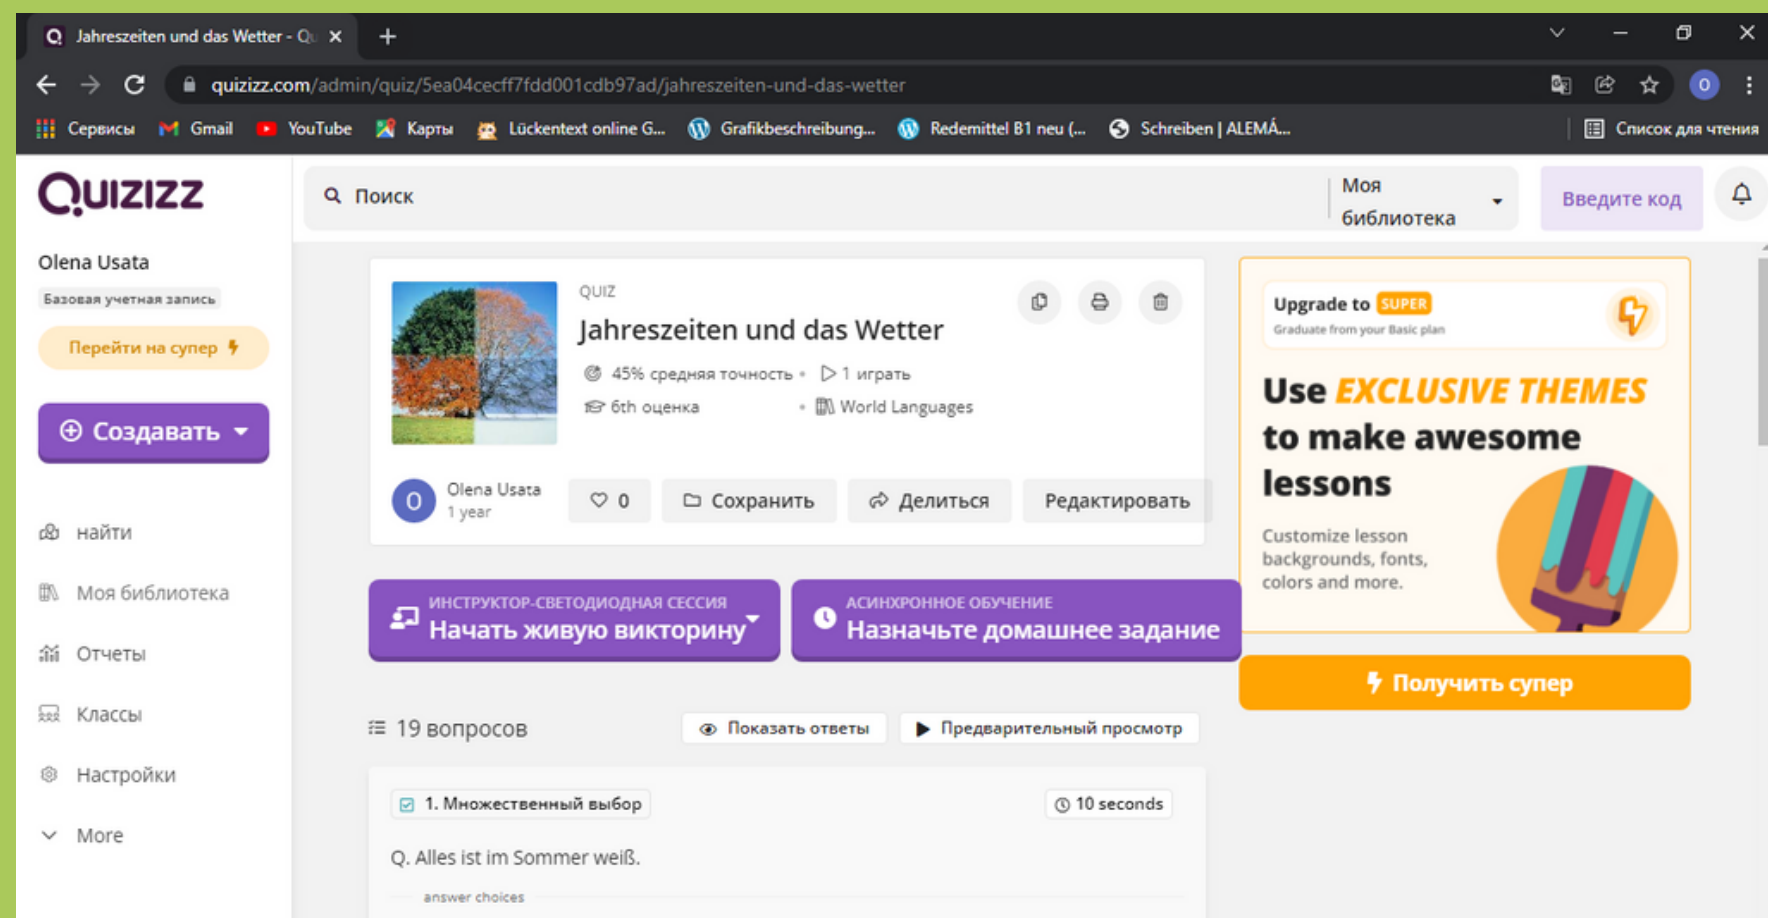 Jahreszeiten und das Wetter - Qu
quizizz.com/admin/quiz/5ea04cecff7fdd001cdb97ad/jahreszeiten-und-das-wetter
O
Сервисы Gmail YouTube Карты Lückentext online G... Grafikbeschreibung... Redemittel B1 neu (... Schreiben | ALEMÁ... Список для чтения
Quizizz
Поиск
Моя
библиотека
Введите код
Olena Usata
Базовая учетная запись
Перейти на супер
Создавать
найти
Моя библиотека
Отчеты
Классы
Настройки
More
QUIZ
Jahreszeiten und das Wetter
45% средняя точность • 1 играть
6th оценка • World Languages
O
Olena Usata
1 year
0
Сохранить
Делиться
Редактировать
ИНСТРУКТОР-СВЕТОДИОДНАЯ СЕССИЯ
Начать живую викторину
АСИНХРОННОЕ ОБУЧЕНИЕ
Назначьте домашнее задание
19 вопросов
Показать ответы
Предварительный просмотр
1. Множественный выбор
10 seconds
Q. Alles ist im Sommer weiß.
answer choices
Upgrade to SUPER
Graduate from your Basic plan
Use EXCLUSIVE THEMES
to make awesome
lessons
Customize lesson
backgrounds, fonts,
colors and more.
Получить супер